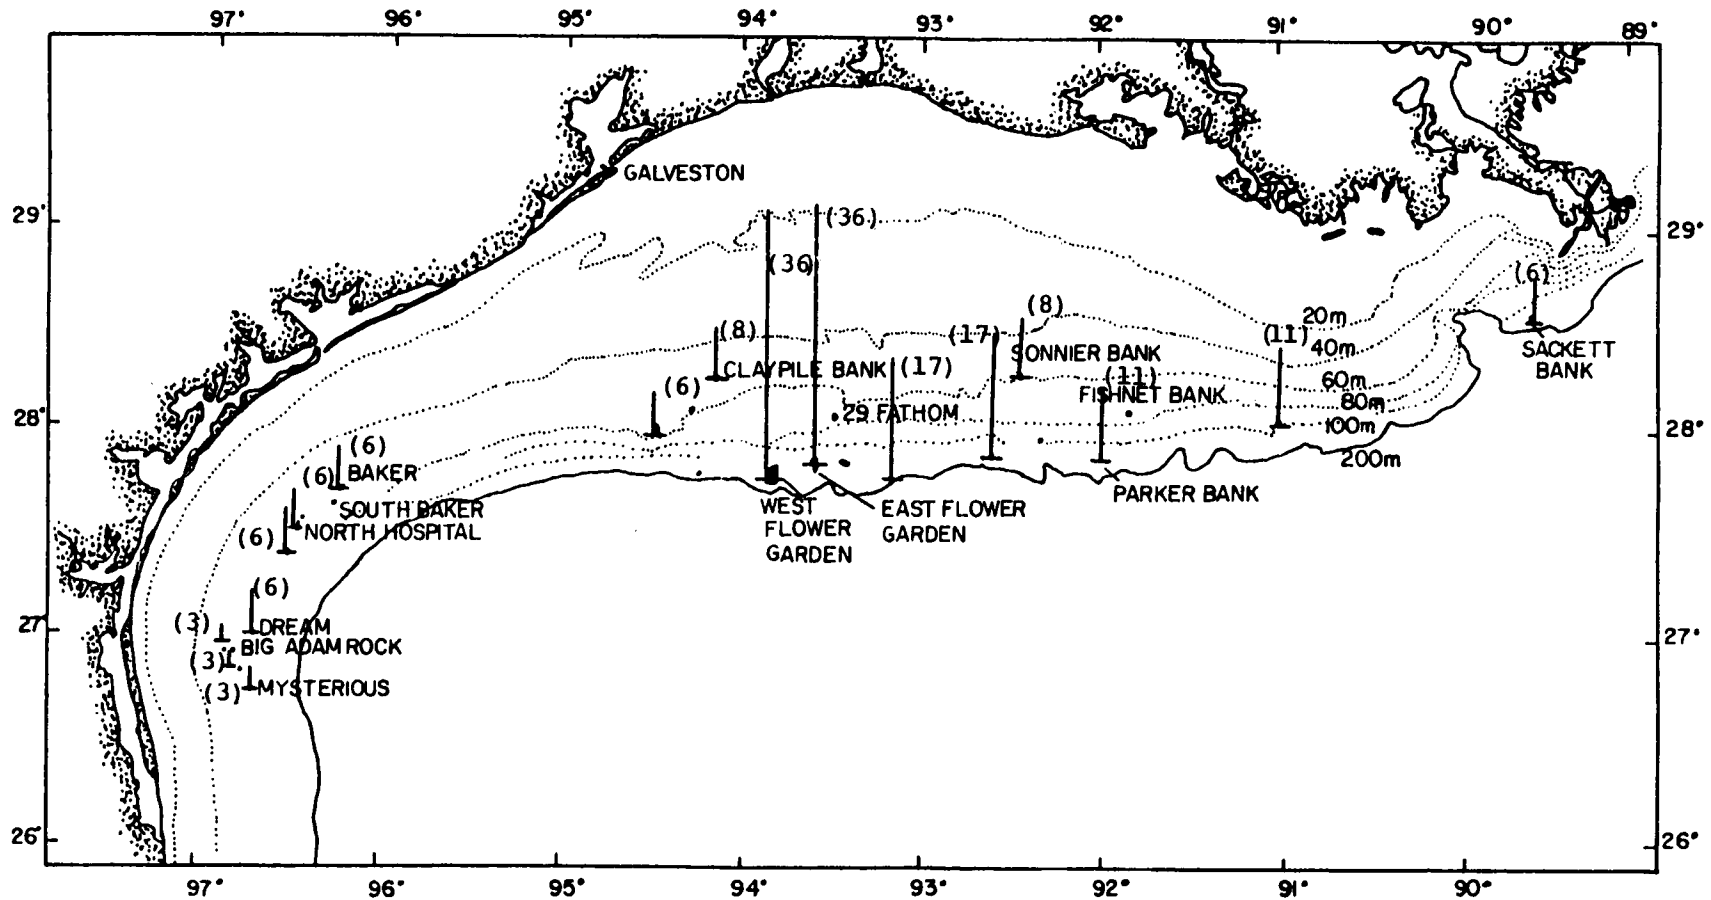 97° 96° 95° 94° 93° 92° 91° 90° 89°
GALVESTON
29° 29°
(36)
(36)
(6)
(8)
(8)
20m
(17)
(11)
40m
SONNIER BANK
SACKETT
BANK
CLAYPILE BANK
(17)
(11)
60m
(6)
FISHNET BANK
80m
28° 29 FATHOM
100m 28°
(6)
200m
(6) BAKER
PARKER BANK
SOUTH BAKER
WEST
FLOWER
GARDEN
EAST FLOWER
GARDEN
NORTH HOSPITAL
(6)
(6)
27° (3) DREAM 27°
BIG ADAM ROCK
(3)
(3) MYSTERIOUS
26° 26°
97° 96° 95° 94° 93° 92° 91° 90°